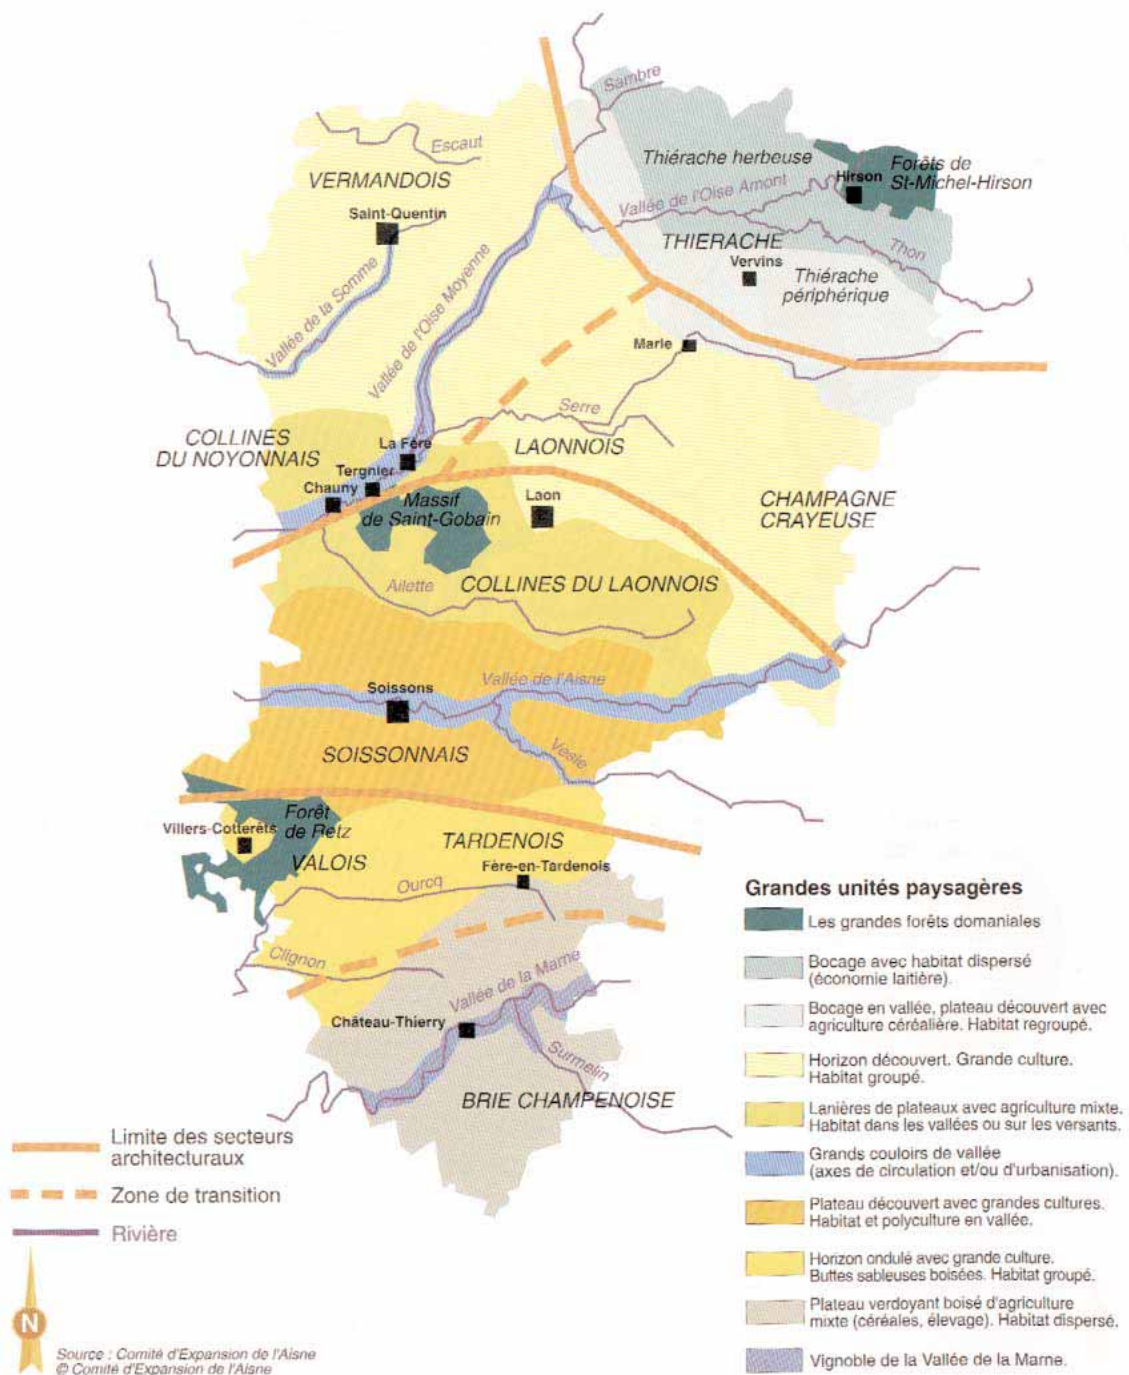 Sambre
Escaut
Thiérache herbeuse
Forêts de
St-Michel-Hirson
Hirson
VERMANDOIS
Vallée de l'Oise Amont
Saint-Quentin
THIERACHE
Thon
Vervins
Thiérache
périphérique
Vallée de la Somme
Vallée de l'Oise Moyenne
Marle
Serre
COLLINES
DU NOYONNAIS
La Fère
LAONNOIS
Tergnier
Chauny
Massif
de Saint-Gobain
Laon
CHAMPAGNE
CRAYEUSE
Ailette
COLLINES DU LAONNOIS
Vallée de l'Aisne
Soissons
SOISSONNAIS
Vesle
Forêt
de Retz
Villers-Cotterêts
VALOIS
TARDENOIS
Fère-en-Tardenois
Ourcq
Clignon
Vallée de la Marne
Château-Thierry
Surmelin
BRIE CHAMPENOISE
Limite des secteurs
architecturaux
Zone de transition
Rivière
N
Source : Comité d'Expansion de l'Aisne
© Comité d'Expansion de l'Aisne
Grandes unités paysagères
Les grandes forêts domaniales
Bocage avec habitat dispersé
(économie laitière).
Bocage en vallée, plateau découvert avec
agriculture céréalière. Habitat regroupé.
Horizon découvert. Grande culture.
Habitat groupé.
Lanières de plateaux avec agriculture mixte.
Habitat dans les vallées ou sur les versants.
Grands couloirs de vallée
(axes de circulation et/ou d'urbanisation).
Plateau découvert avec grandes cultures.
Habitat et polyculture en vallée.
Horizon ondulé avec grande culture.
Buttes sableuses boisées. Habitat groupé.
Plateau verdoyant boisé d'agriculture
mixte (céréales, élevage). Habitat dispersé.
Vignoble de la Vallée de la Marne.